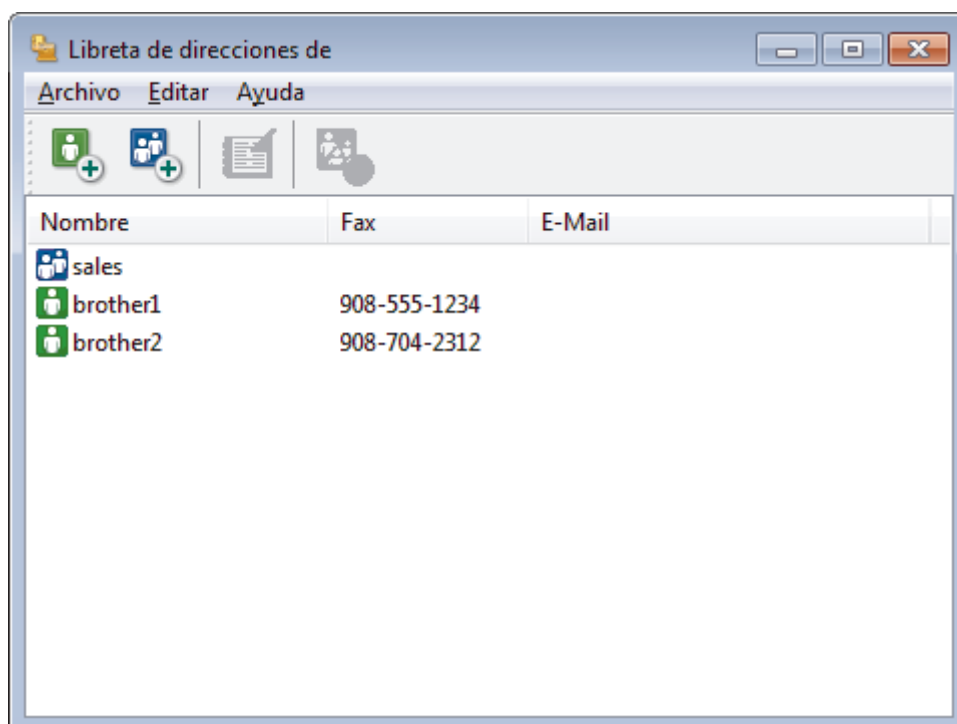 Libreta de direcciones de
Archivo Editar Ayuda
Nombre Fax E-Mail
sales
brother1 908-555-1234
brother2 908-704-2312